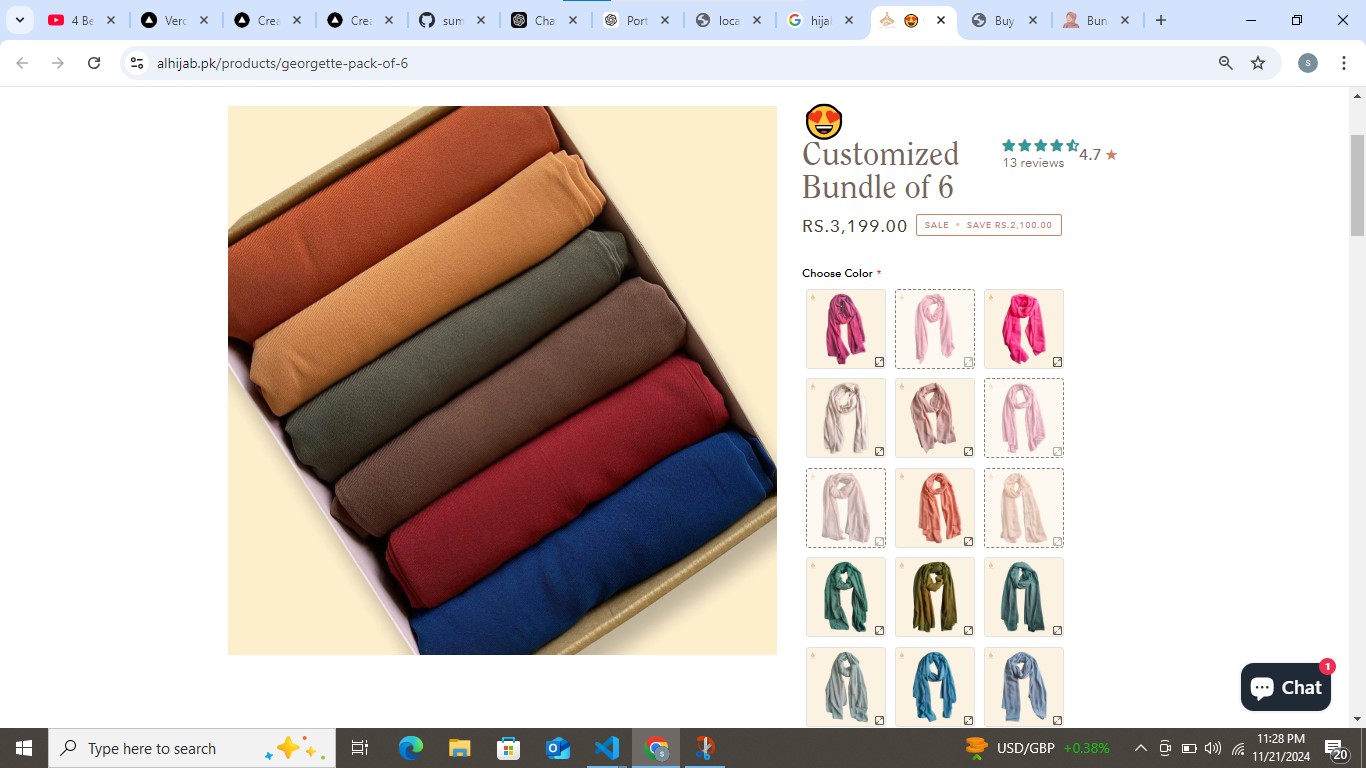 4 Be
Verc
Crea
Crea
sum
Cha
Port
loca
hijal
Buy
Bun
alhijab.pk/products/georgette-pack-of-6
s
Customized
Bundle of 6
13 reviews
4.7
RS.3,199.00
SALE • SAVE RS.2,100.00
Choose Color *
1
Chat
Type here to search
USD/GBP +0.38%
11:28 PM
11/21/2024
20